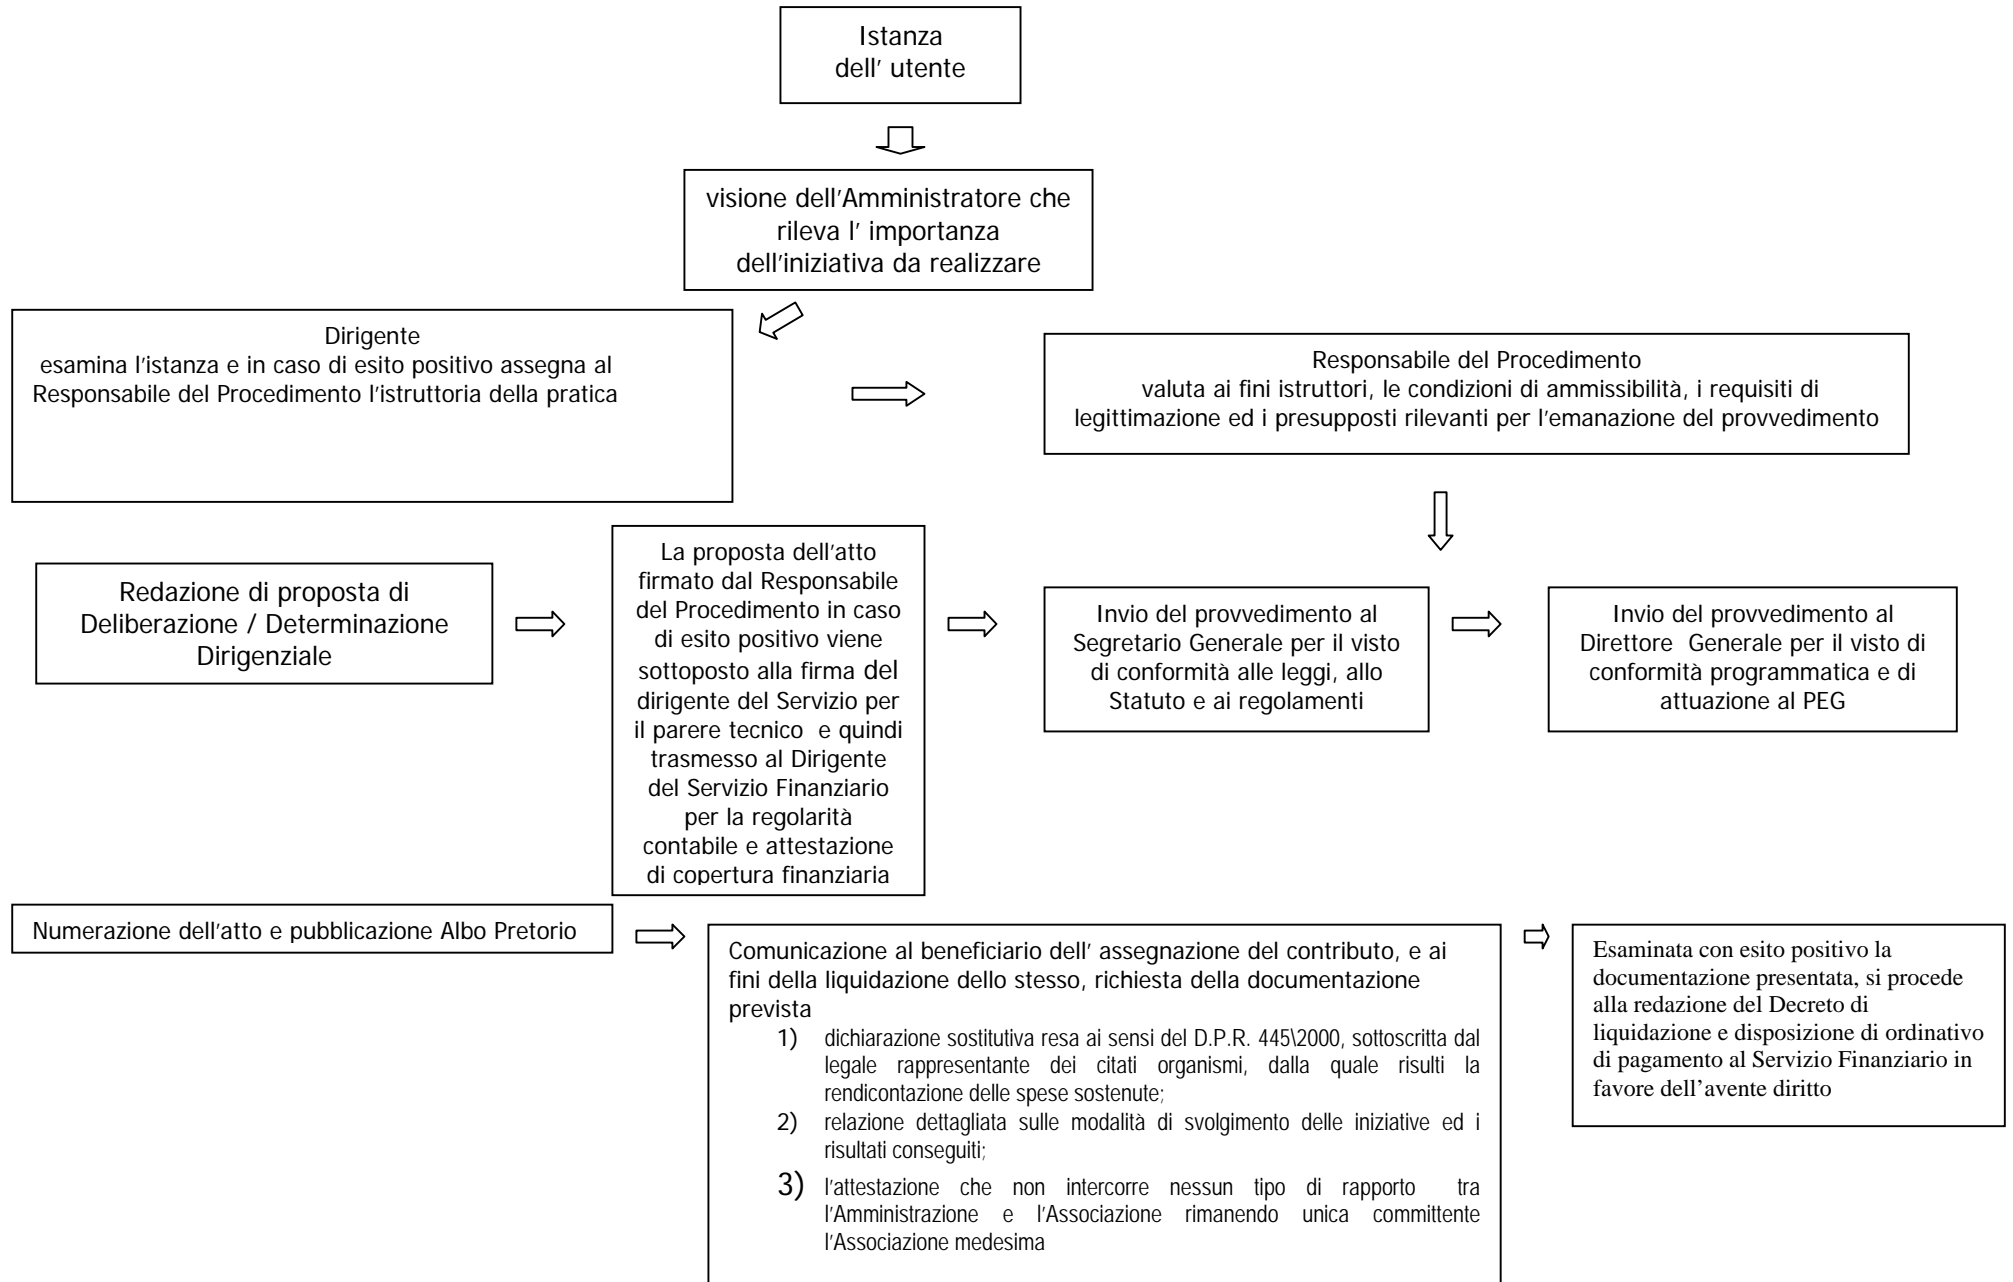 Istanza
dell' utente
visione dell'Amministratore che
rileva l' importanza
dell'iniziativa da realizzare
Dirigente
esamina l'istanza e in caso di esito positivo assegna al
Responsabile del Procedimento l'istruttoria della pratica
Responsabile del Procedimento
valuta ai fini istruttori, le condizioni di ammissibilità, i requisiti di
legittimazione ed i presupposti rilevanti per l'emanazione del provvedimento
Redazione di proposta di
Deliberazione / Determinazione
Dirigenziale
La proposta dell'atto
firmato dal Responsabile
del Procedimento in caso
di esito positivo viene
sottoposto alla firma del
dirigente del Servizio per
il parere tecnico e quindi
trasmesso al Dirigente
del Servizio Finanziario
per la regolarità
contabile e attestazione
di copertura finanziaria
Invio del provvedimento al
Segretario Generale per il visto
di conformità alle leggi, allo
Statuto e ai regolamenti
Invio del provvedimento al
Direttore Generale per il visto di
conformità programmatica e di
attuazione al PEG
Numerazione dell'atto e pubblicazione Albo Pretorio
Comunicazione al beneficiario dell' assegnazione del contributo, e ai
fini della liquidazione dello stesso, richiesta della documentazione
prevista
1) dichiarazione sostitutiva resa ai sensi del D.P.R. 445\2000, sottoscritta dal
legale rappresentante dei citati organismi, dalla quale risulti la
rendicontazione delle spese sostenute;
2) relazione dettagliata sulle modalità di svolgimento delle iniziative ed i
risultati conseguiti;
3) l'attestazione che non intercorre nessun tipo di rapporto tra
l'Amministrazione e l'Associazione rimanendo unica committente
l'Associazione medesima
Esaminata con esito positivo la
documentazione presentata, si procede
alla redazione del Decreto di
liquidazione e disposizione di ordinativo
di pagamento al Servizio Finanziario in
favore dell'avente diritto